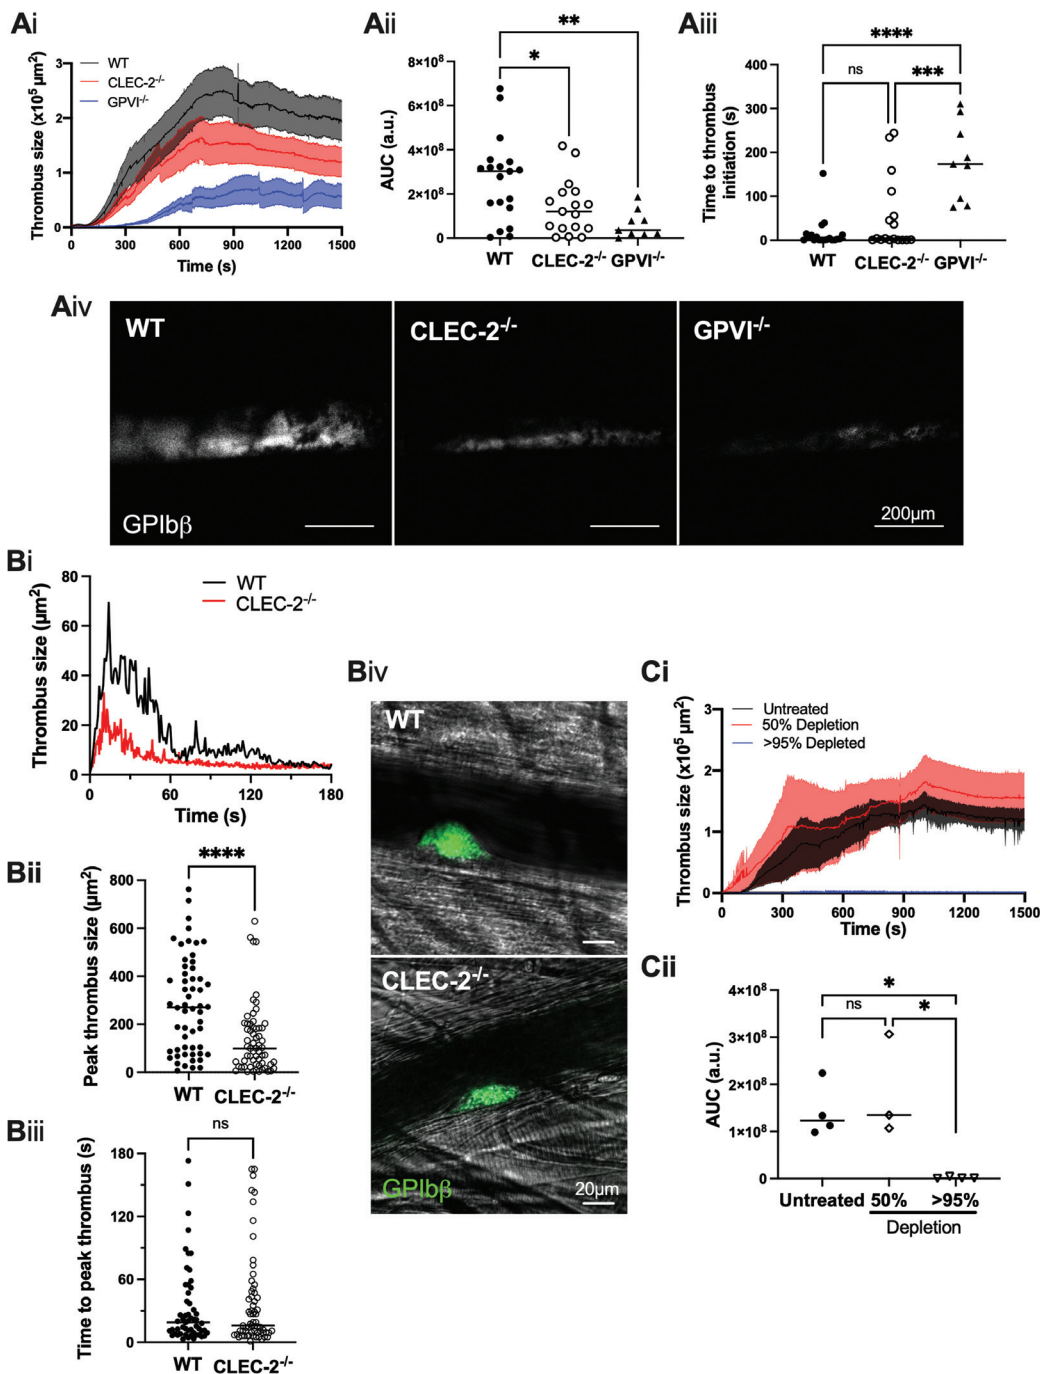 Ai
Thrombus size (x10⁵ µm²)
3
2
1
0
WT
CLEC-2⁻/⁻
GPVI⁻/⁻
0 300 600 900 1200 1500
Time (s)
Aii
AUC (a.u.)
8×10⁸
6×10⁸
4×10⁸
2×10⁸
0
**
*
WT CLEC-2⁻/⁻ GPVI⁻/⁻
Aiii
Time to thrombus
initiation (s)
400
300
200
100
0
****
ns ***
WT CLEC-2⁻/⁻ GPVI⁻/⁻
Aiv
WT CLEC-2⁻/⁻ GPVI⁻/⁻
GPIbβ
200µm
Bi
Thrombus size (µm²)
80
60
40
20
0
WT
CLEC-2⁻/⁻
0 60 120 180
Time (s)
Bii
Peak thrombus size (µm²)
800
600
400
200
0
****
WT CLEC-2⁻/⁻
Biii
Time to peak thrombus (s)
180
120
60
0
ns
WT CLEC-2⁻/⁻
Biv
WT
CLEC-2⁻/⁻
GPIbβ
20µm
Ci
Thrombus size (x10⁵ µm²)
3
2
1
0
Untreated
50% Depletion
>95% Depleted
0 300 600 900 1200 1500
Time (s)
Cii
AUC (a.u.)
4×10⁸
3×10⁸
2×10⁸
1×10⁸
0
*
ns *
Untreated 50% >95%
Depletion